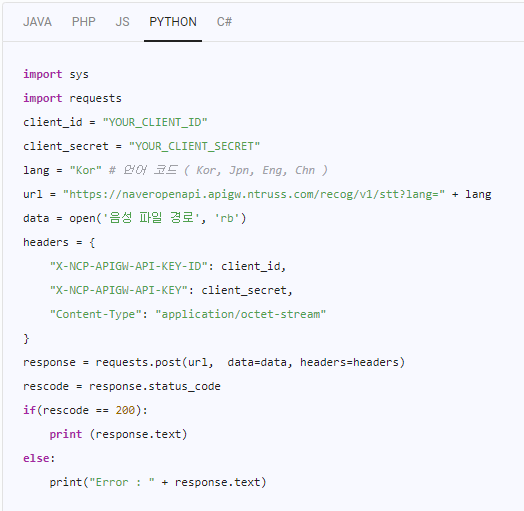 JAVA PHP JS PYTHON C#
import sys
import requests
client_id = "YOUR_CLIENT_ID"
client_secret = "YOUR_CLIENT_SECRET"
lang = "Kor" # 언어 코드 ( Kor, Jpn, Eng, Chn )
url = "https://naveropenapi.apigw.ntruss.com/recog/v1/stt?lang=" + lang
data = open('음성 파일 경로', 'rb')
headers = {
    "X-NCP-APIGW-API-KEY-ID": client_id,
    "X-NCP-APIGW-API-KEY": client_secret,
    "Content-Type": "application/octet-stream"
}
response = requests.post(url,  data=data, headers=headers)
rescode = response.status_code
if(rescode == 200):
    print (response.text)
else:
    print("Error : " + response.text)